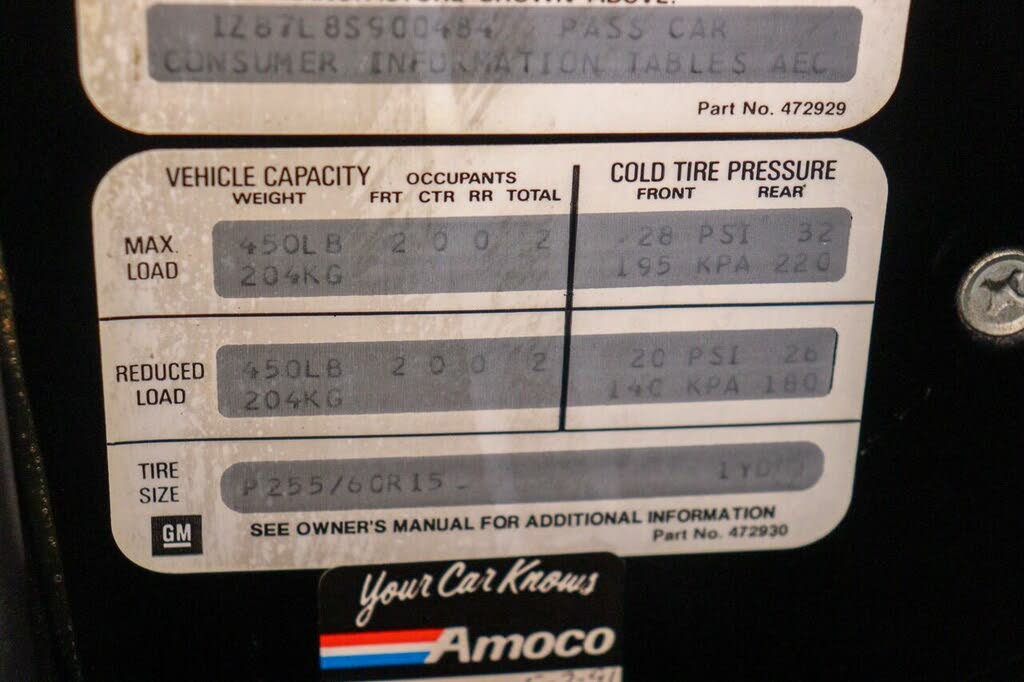 1Z87L8S900484 PASS CAR
CONSUMER INFORMATION TABLES AEC
Part No. 472929
VEHICLE CAPACITY OCCUPANTS COLD TIRE PRESSURE
WEIGHT FRT CTR RR TOTAL FRONT REAR
MAX. LOAD 450LB 2 0 0 2 28 PSI 32
204KG 195 KPA 220
REDUCED LOAD 450LB 2 0 0 2 20 PSI 26
204KG 140 KPA 180
TIRE SIZE P255/60R15 1YD
SEE OWNER'S MANUAL FOR ADDITIONAL INFORMATION
GM Part No. 472930
Your Car Knows
Amoco